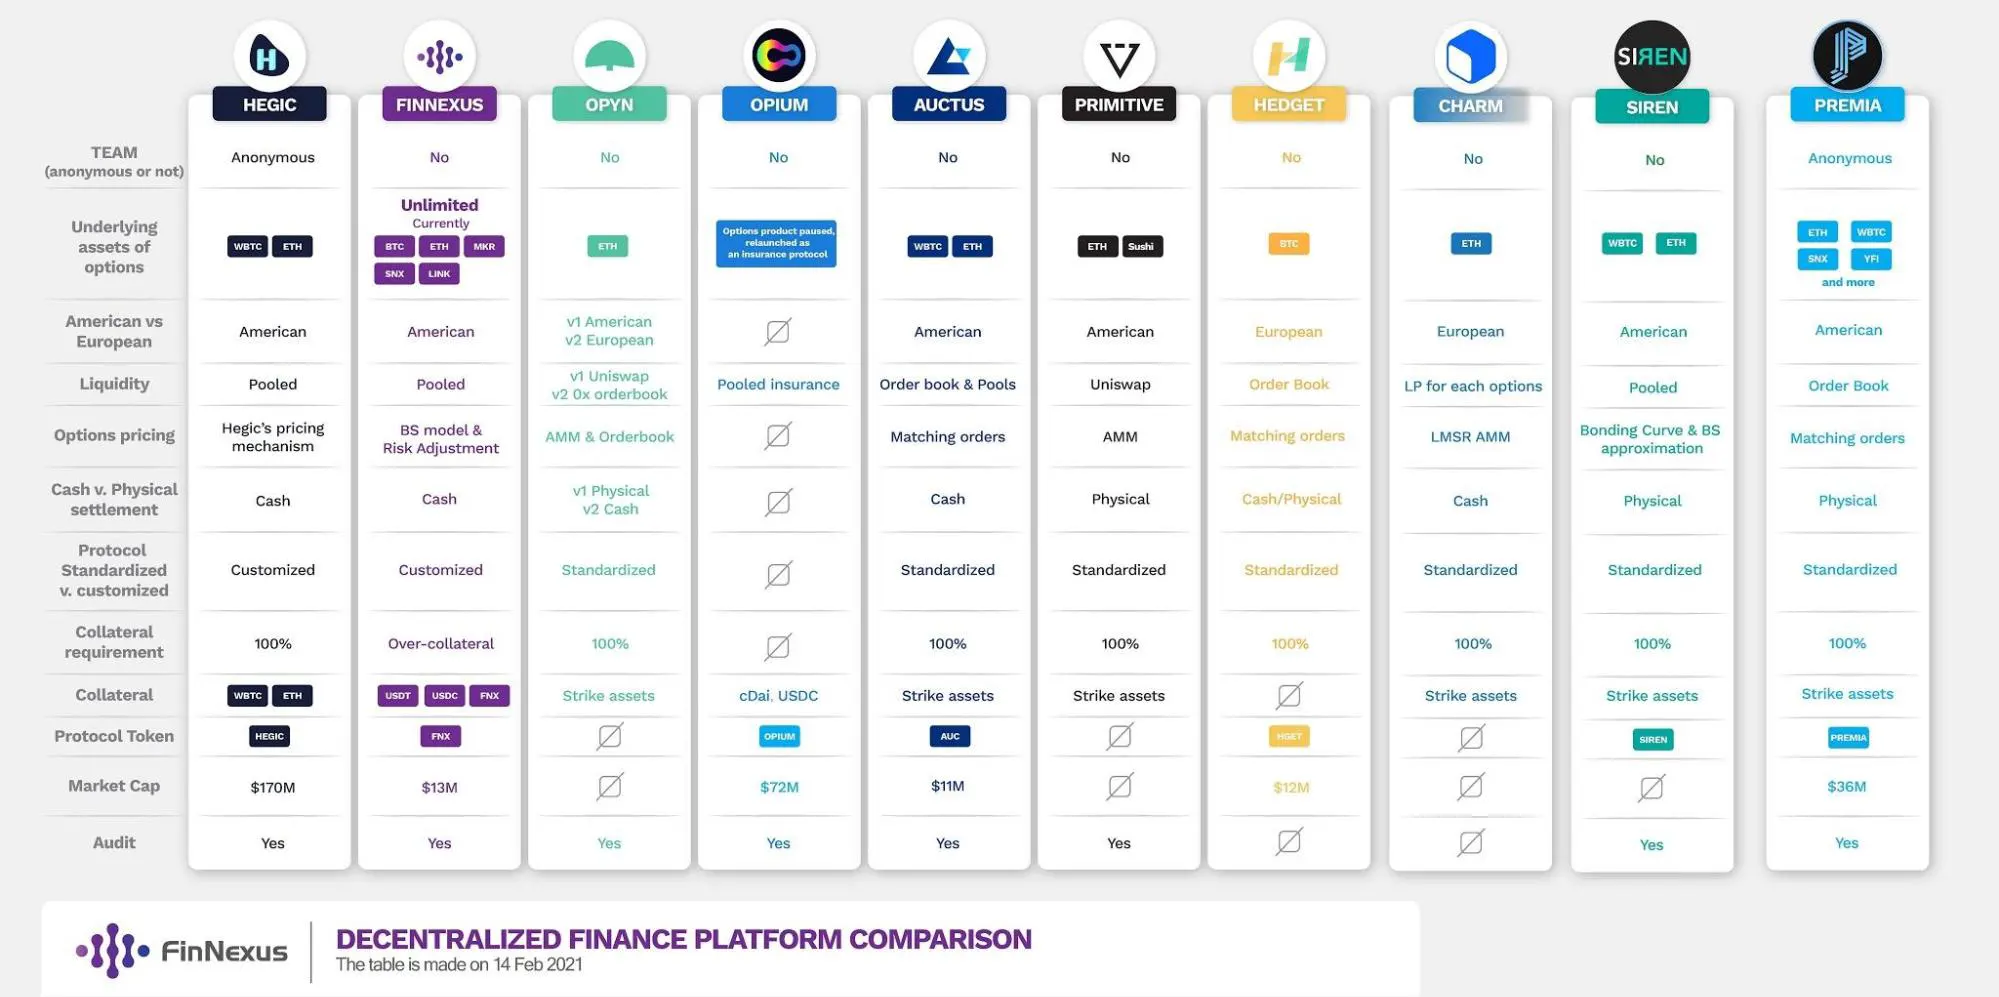 H
SIREN
HEGIC FINNEXUS OPYN OPIUM AUCTUS PRIMITIVE HEDGET CHARM SIREN PREMIA
TEAM
(anonymous or not)
Anonymous No No No No No No No No Anonymous
Underlying
assets of
options
WBTC ETH
Unlimited
Currently
BTC ETH MKR
SNX LINK
ETH
Options product paused,
relaunched as
an insurance protocol
WBTC ETH
ETH Sushi
BTC
ETH
WBTC ETH
ETH WBTC
SNX YFI
and more
American vs
European
American
American
v1 American
v2 European
American
American
European
European
American
American
Liquidity
Pooled
Pooled
v1 Uniswap
v2 0x orderbook
Pooled insurance
Order book & Pools
Uniswap
Order Book
LP for each options
Pooled
Order Book
Options pricing
Hegic's pricing
mechanism
BS model &
Risk Adjustment
AMM & Orderbook
Matching orders
AMM
Matching orders
LMSR AMM
Bonding Curve & BS
approximation
Matching orders
Cash v. Physical
settlement
Cash
Cash
v1 Physical
v2 Cash
Cash
Physical
Cash/Physical
Cash
Physical
Physical
Protocol
Standardized
v. customized
Customized Customized Standardized Standardized Standardized Standardized Standardized Standardized Standardized
Collateral
requirement
100% Over-collateral 100% 100% 100% 100% 100% 100% 100%
Collateral
WBTC ETH USDT USDC FNX Strike assets cDai, USDC Strike assets Strike assets Strike assets Strike assets Strike assets
Protocol Token HEGIC FNX OPIUM AUC HGET SIREN PREMIA
Market Cap $170M $13M $72M $11M $12M $36M
Audit Yes Yes Yes Yes Yes Yes Yes Yes
FinNexus
DECENTRALIZED FINANCE PLATFORM COMPARISON
The table is made on 14 Feb 2021